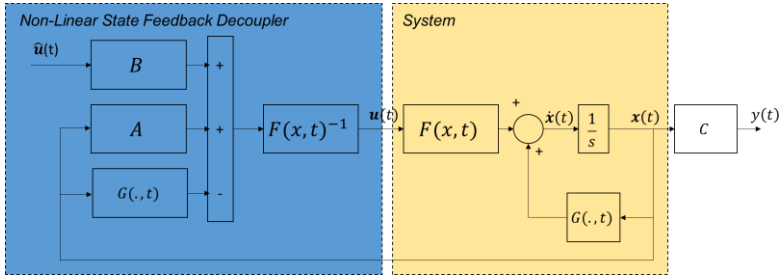 Non-Linear State Feedback Decoupler
System
û(t)
B
+
A
+
G(.,t)
-
F(x,t)⁻¹
u(t)
F(x,t)
+
+
ẋ(t)
1
s
x(t)
C
y(t)
G(.,t)